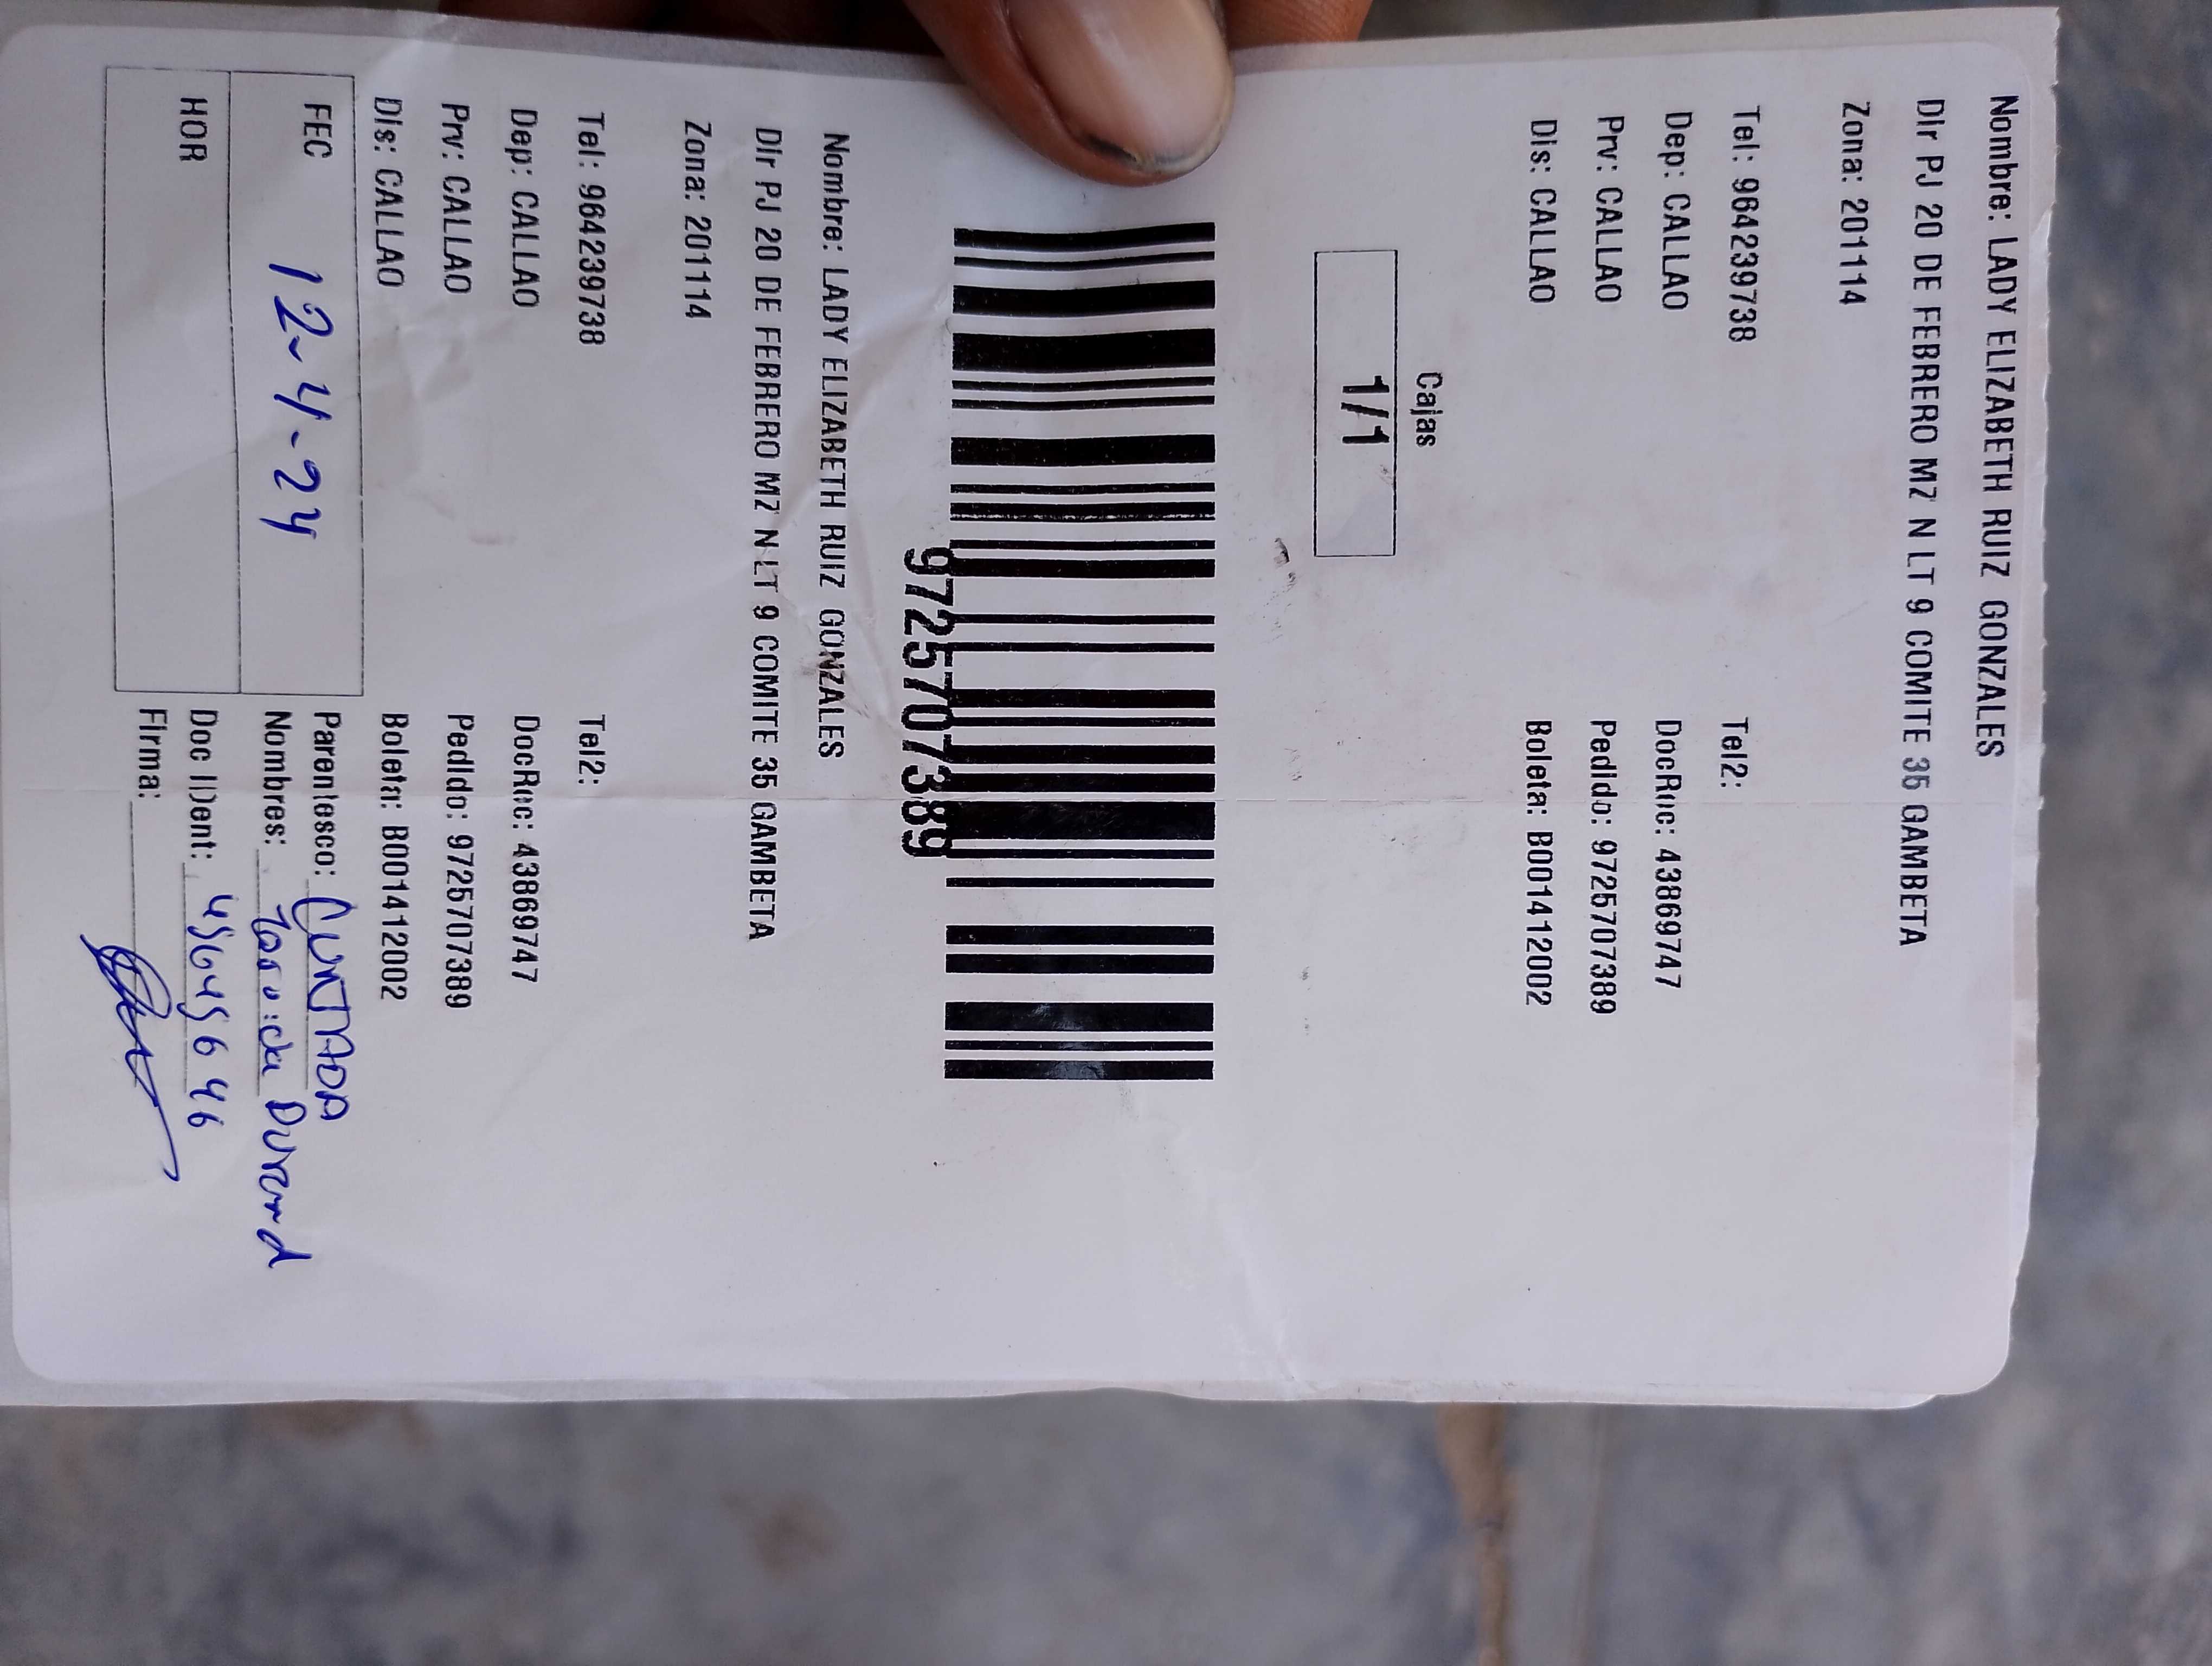 Nombre: LADY ELIZABETH RUIZ GONZALES
Dir PJ 20 DE FEBRERO MZ N LT 9 COMITE 35 GAMBETA
Zona: 201114
Tel: 964239738 Tel2:
Dep: CALLAO DocRuc: 43869747
Prv: CALLAO Pedido: 9725707389
Dis: CALLAO Boleta: B001412002
Cajas
1/1
9725707389
Nombre: LADY ELIZABETH RUIZ GONZALES
Dir PJ 20 DE FEBRERO MZ N LT 9 COMITE 35 GAMBETA
Zona: 201114
Tel: 964239738 Tel2:
Dep: CALLAO DocRuc: 43869747
Prv: CALLAO Pedido: 9725707389
Dis: CALLAO Boleta: B001412002
FEC 12-4-24 Parentesco: CUÑADA
Nombres: Durand
HOR Doc IDent: 45645646
Firma: